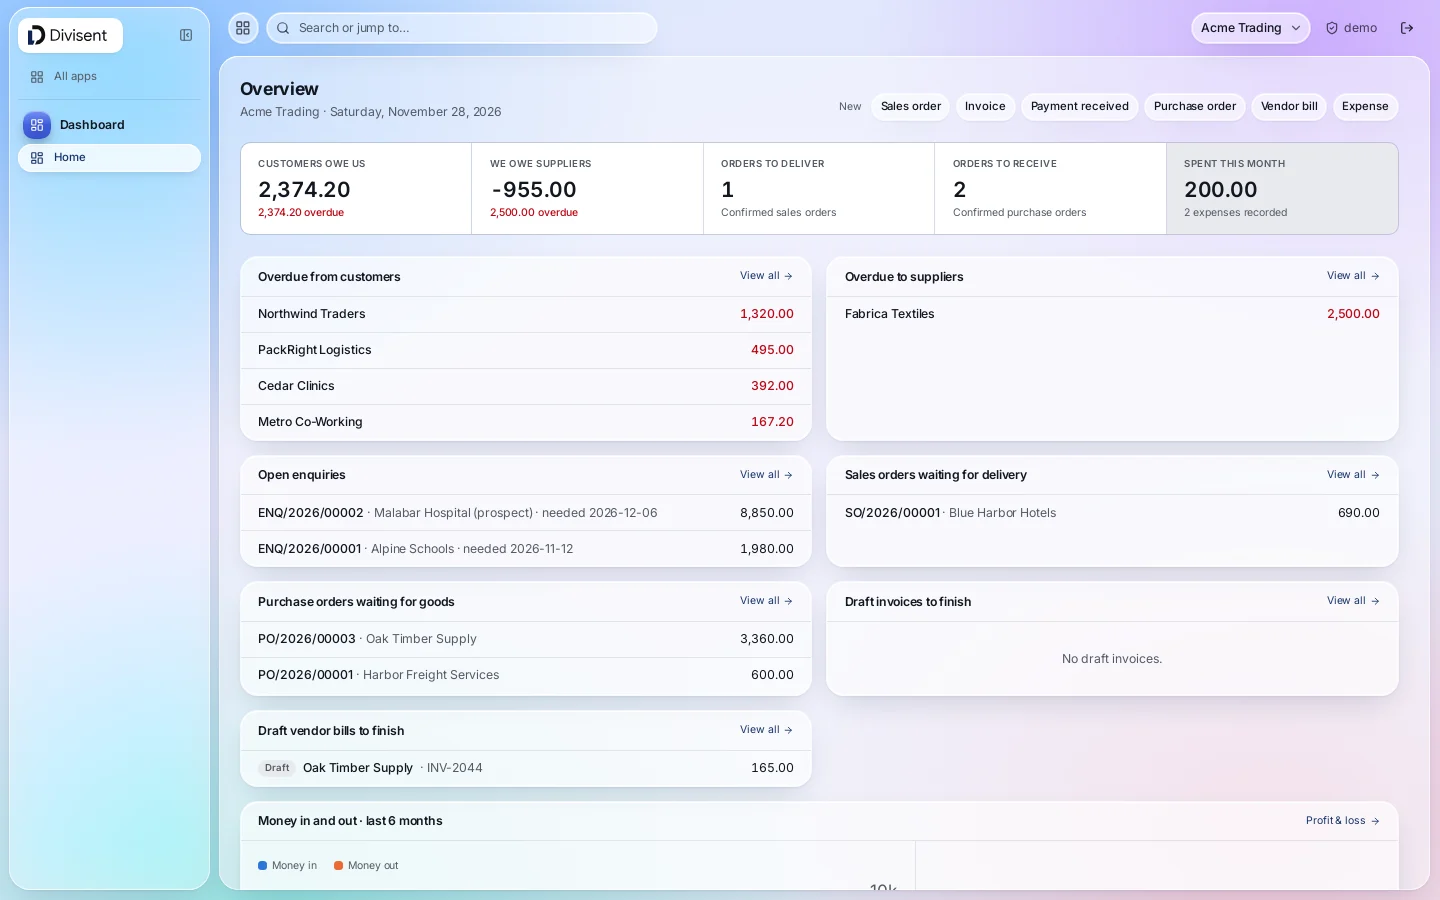 Divisent
Search or jump to...
Acme Trading
demo
All apps
Dashboard
Home
Overview
Acme Trading · Saturday, November 28, 2026
New
Sales order
Invoice
Payment received
Purchase order
Vendor bill
Expense
CUSTOMERS OWE US
2,374.20
2,374.20 overdue
WE OWE SUPPLIERS
-955.00
2,500.00 overdue
ORDERS TO DELIVER
1
Confirmed sales orders
ORDERS TO RECEIVE
2
Confirmed purchase orders
SPENT THIS MONTH
200.00
2 expenses recorded
Overdue from customers
View all →
Northwind Traders 1,320.00
PackRight Logistics 495.00
Cedar Clinics 392.00
Metro Co-Working 167.20
Overdue to suppliers
View all →
Fabrica Textiles 2,500.00
Open enquiries
View all →
ENQ/2026/00002 · Malabar Hospital (prospect) · needed 2026-12-06 8,850.00
ENQ/2026/00001 · Alpine Schools · needed 2026-11-12 1,980.00
Sales orders waiting for delivery
View all →
SO/2026/00001 · Blue Harbor Hotels 690.00
Purchase orders waiting for goods
View all →
PO/2026/00003 · Oak Timber Supply 3,360.00
PO/2026/00001 · Harbor Freight Services 600.00
Draft invoices to finish
View all →
No draft invoices.
Draft vendor bills to finish
View all →
Draft Oak Timber Supply · INV-2044 165.00
Money in and out · last 6 months
Profit & loss →
Money in
Money out
10k